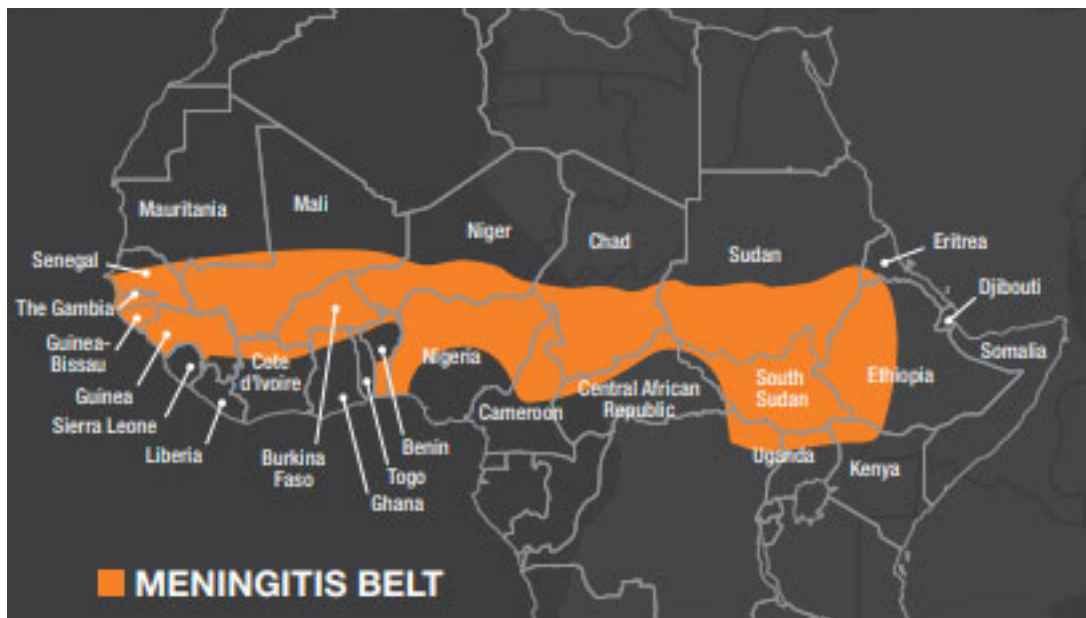 Mauritania
Mali
Niger
Chad
Sudan
Eritrea
Senegal
Djibouti
The Gambia
Guinea-
Bissau
Nigeria
Somalia
Cete
d'Ivoire
South
Sudan
Ethiopia
Guinea
Central African
Republic
Cameroon
Sierra Leone
Liberia
Burkina
Faso
Benin
Togo
Ghana
Uganda
Kenya
MENINGITIS BELT